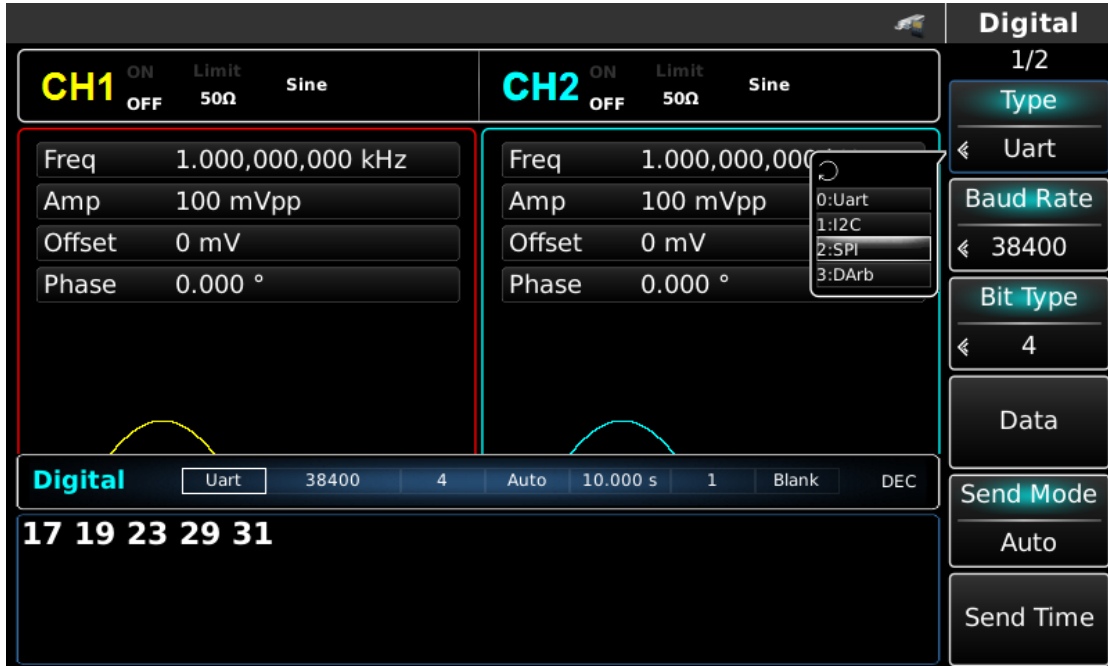 Digital
1/2
CH1 ON OFF Limit 50Ω Sine
CH2 ON OFF Limit 50Ω Sine
Freq 1.000,000,000 kHz
Amp 100 mVpp
Offset 0 mV
Phase 0.000 °
Freq 1.000,000,000
Amp 100 mVpp
Offset 0 mV
Phase 0.000 °
0:Uart
1:I2C
2:SPI
3:DArb
Type
Uart
Baud Rate
38400
Bit Type
4
Data
Send Mode
Auto
Send Time
Digital Uart 38400 4 Auto 10.000 s 1 Blank DEC
17 19 23 29 31